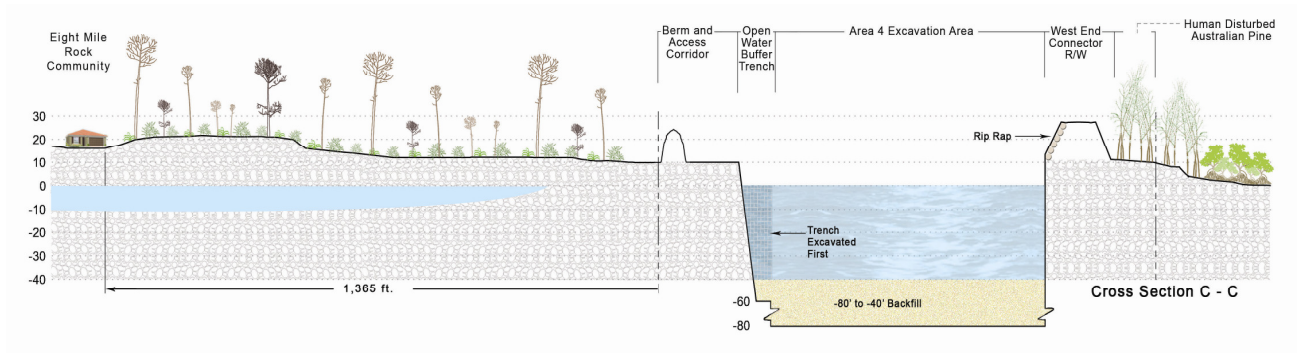 Eight Mile
Rock
Community
Berm and
Access
Corridor
Open
Water
Buffer
Trench
Area 4 Excavation Area
West End
Connector
R/W
Human Disturbed
Australian Pine
30
20
10
0
-10
-20
-30
-40
Rip Rap
Trench
Excavated
First
1,365 ft.
-60
-80
-80' to -40' Backfill
Cross Section C - C